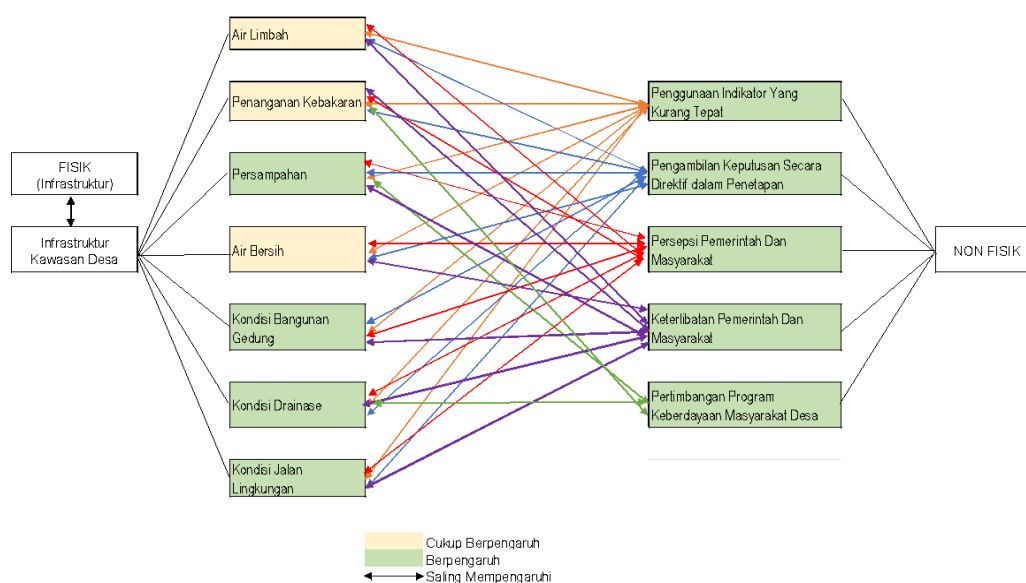 FISIK
(Infrastruktur)
Infrastruktur
Kawasan Desa
Air Limbah
Penanganan Kebakaran
Persampahan
Air Bersih
Kondisi Bangunan
Gedung
Kondisi Drainase
Kondisi Jalan
Lingkungan
Penggunaan Indikator Yang
Kurang Tepat
Pengambilan Keputusan Secara
Direktif dalam Penetapan
Persepsi Pemerintah Dan
Masyarakat
Keterlibatan Pemerintah Dan
Masyarakat
Pertimbangan Program
Keberdayaan Masyarakat Desa
NON FISIK
Cukup Berpengaruh
Berpengaruh
Saling Mempengaruhi